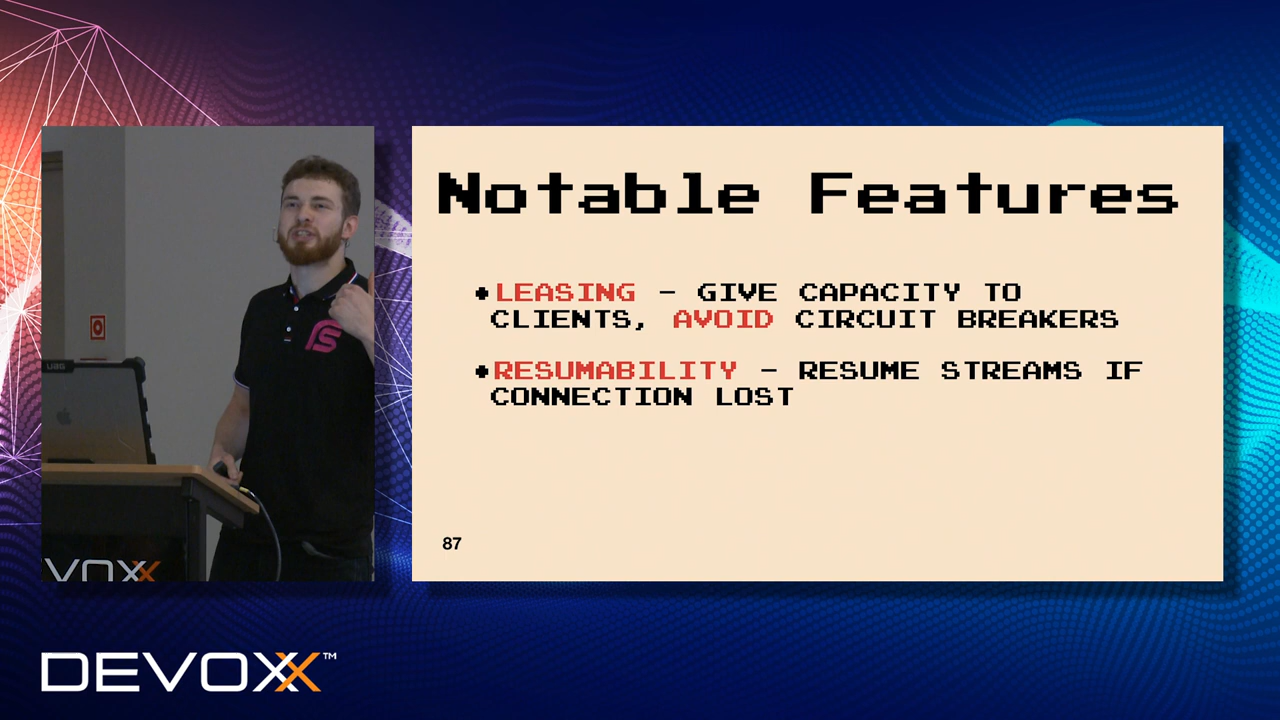 Notable Features
•LEASING - GIVE CAPACITY TO
CLIENTS, AVOID CIRCUIT BREAKERS
•RESUMABILITY - RESUME STREAMS IF
CONNECTION LOST
87
UAG
VOXX
DEVOXX™